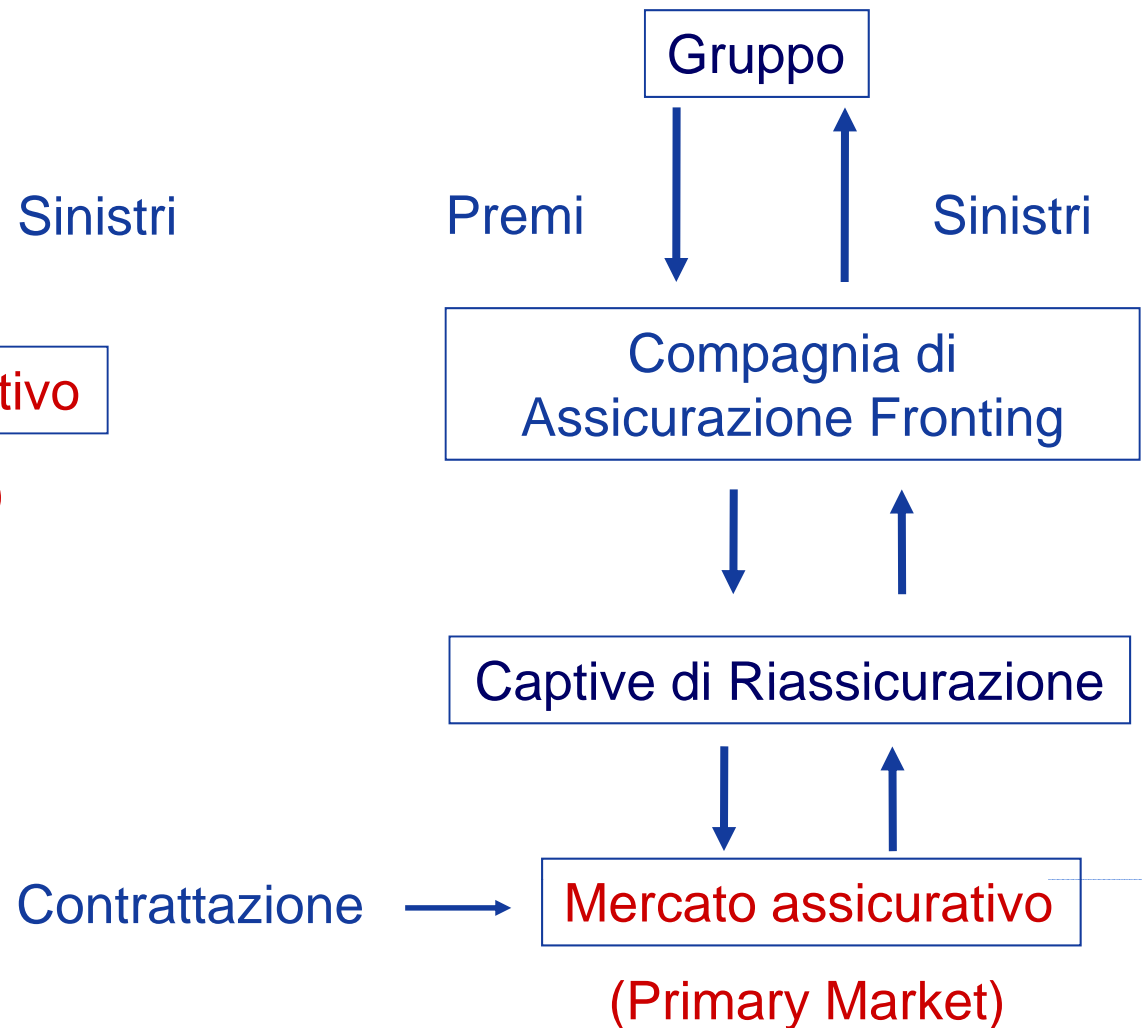 Gruppo
Sinistri
Premi
Sinistri
Compagnia di
Assicurazione Fronting
tivo
)
Captive di Riassicurazione
Contrattazione
Mercato assicurativo
(Primary Market)